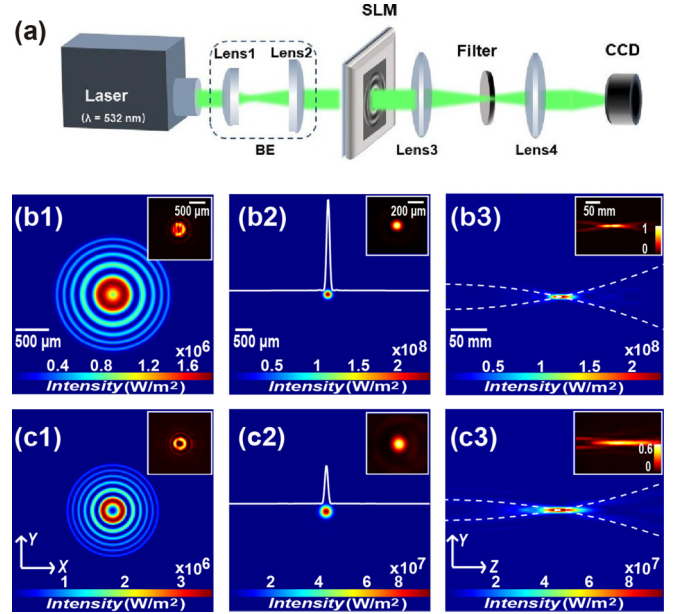 (a)
SLM
Lens1
Lens2
Filter
CCD
Laser
(λ = 532 nm)
BE
Lens3
Lens4
(b1)
500 μm
500 μm
x10⁶
0.4 0.8 1.2 1.6
Intensity(W/m²)
(b2)
200 μm
500 μm
x10⁸
0.5 1 1.5 2
Intensity(W/m²)
(b3)
50 mm
1
0
50 mm
x10⁸
0.5 1 1.5 2
Intensity(W/m²)
(c1)
Y
X
x10⁶
1 2 3
Intensity(W/m²)
(c2)
x10⁷
2 4 6 8
Intensity(W/m²)
(c3)
0.6
0
Y
Z
x10⁷
2 4 6 8
Intensity(W/m²)